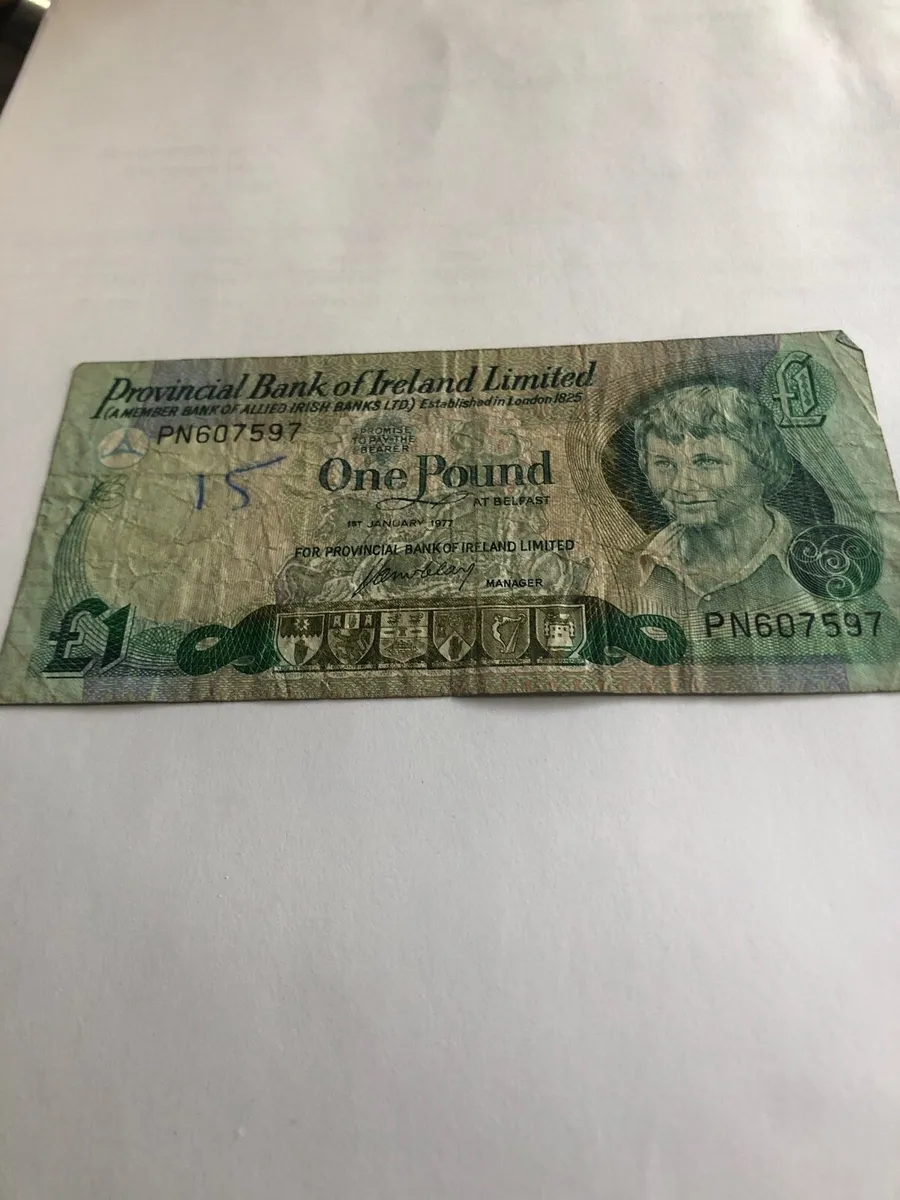 Provincial Bank of Ireland Limited
(A MEMBER BANK OF ALLIED IRISH BANKS LTD) Established in London 1825
£1
PN607597
PROMISE
TO PAY THE
BEARER
15
One Pound
AT BELFAST
1ST JANUARY 1977
FOR PROVINCIAL BANK OF IRELAND LIMITED
MANAGER
£1
PN607597